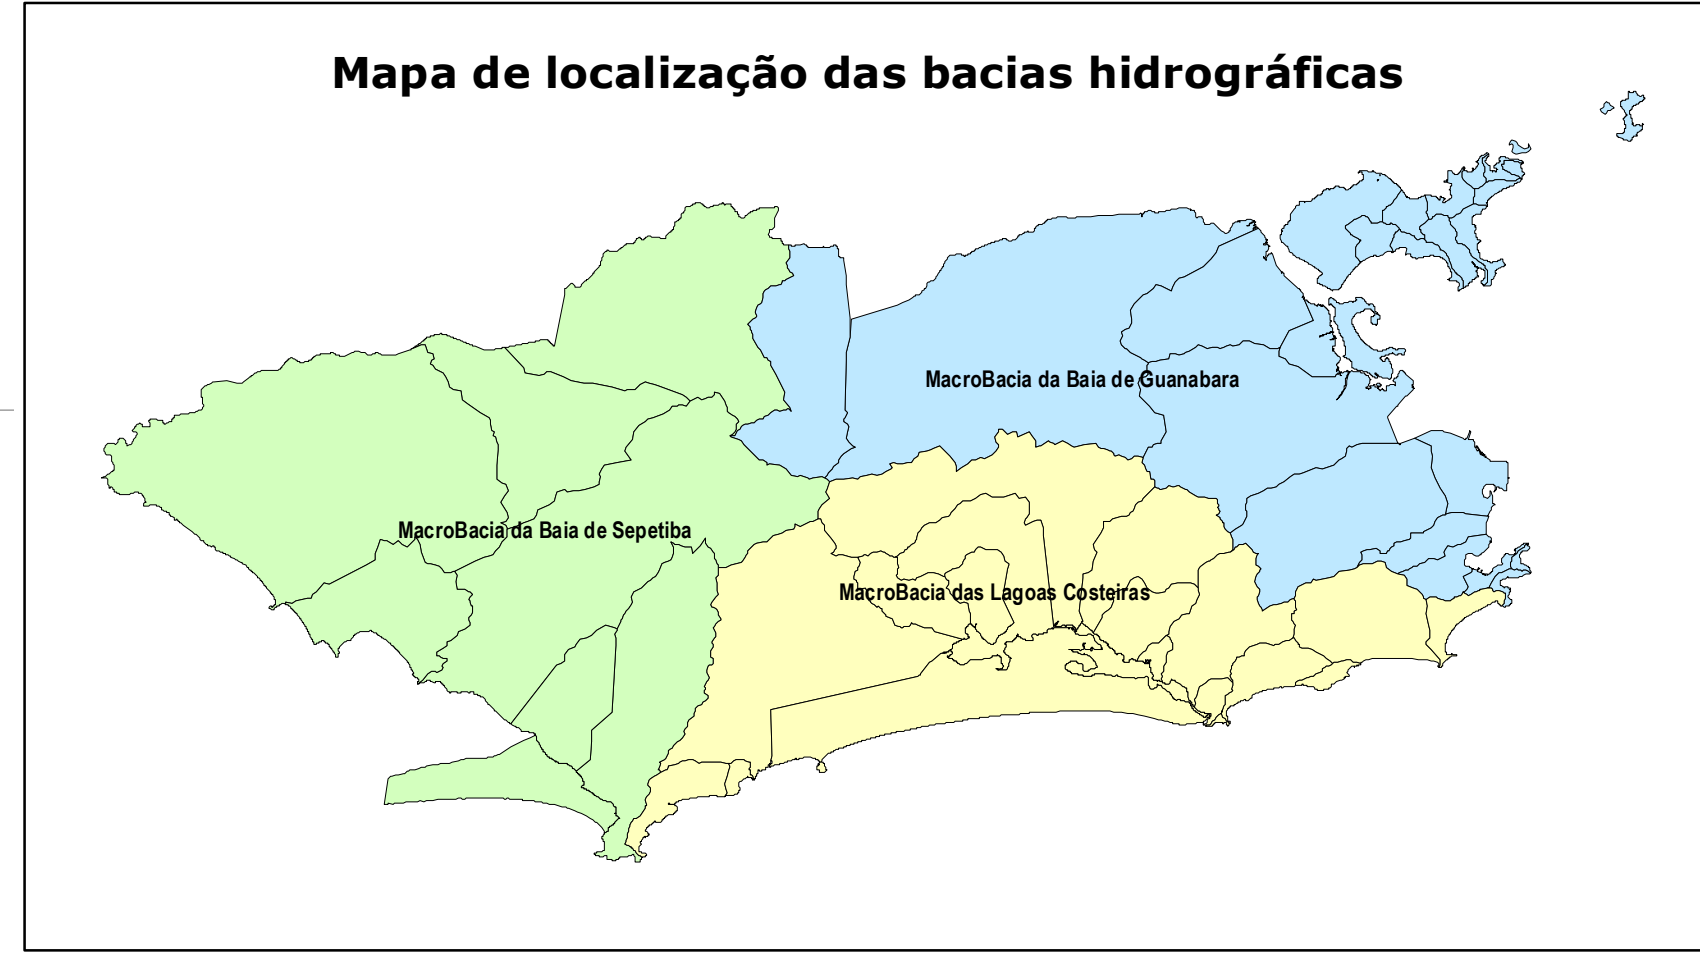 Mapa de localização das bacias hidrográficas
MacroBacia da Baia de Guanabara
MacroBacia da Baia de Sepetiba
MacroBacia das Lagoas Costeiras